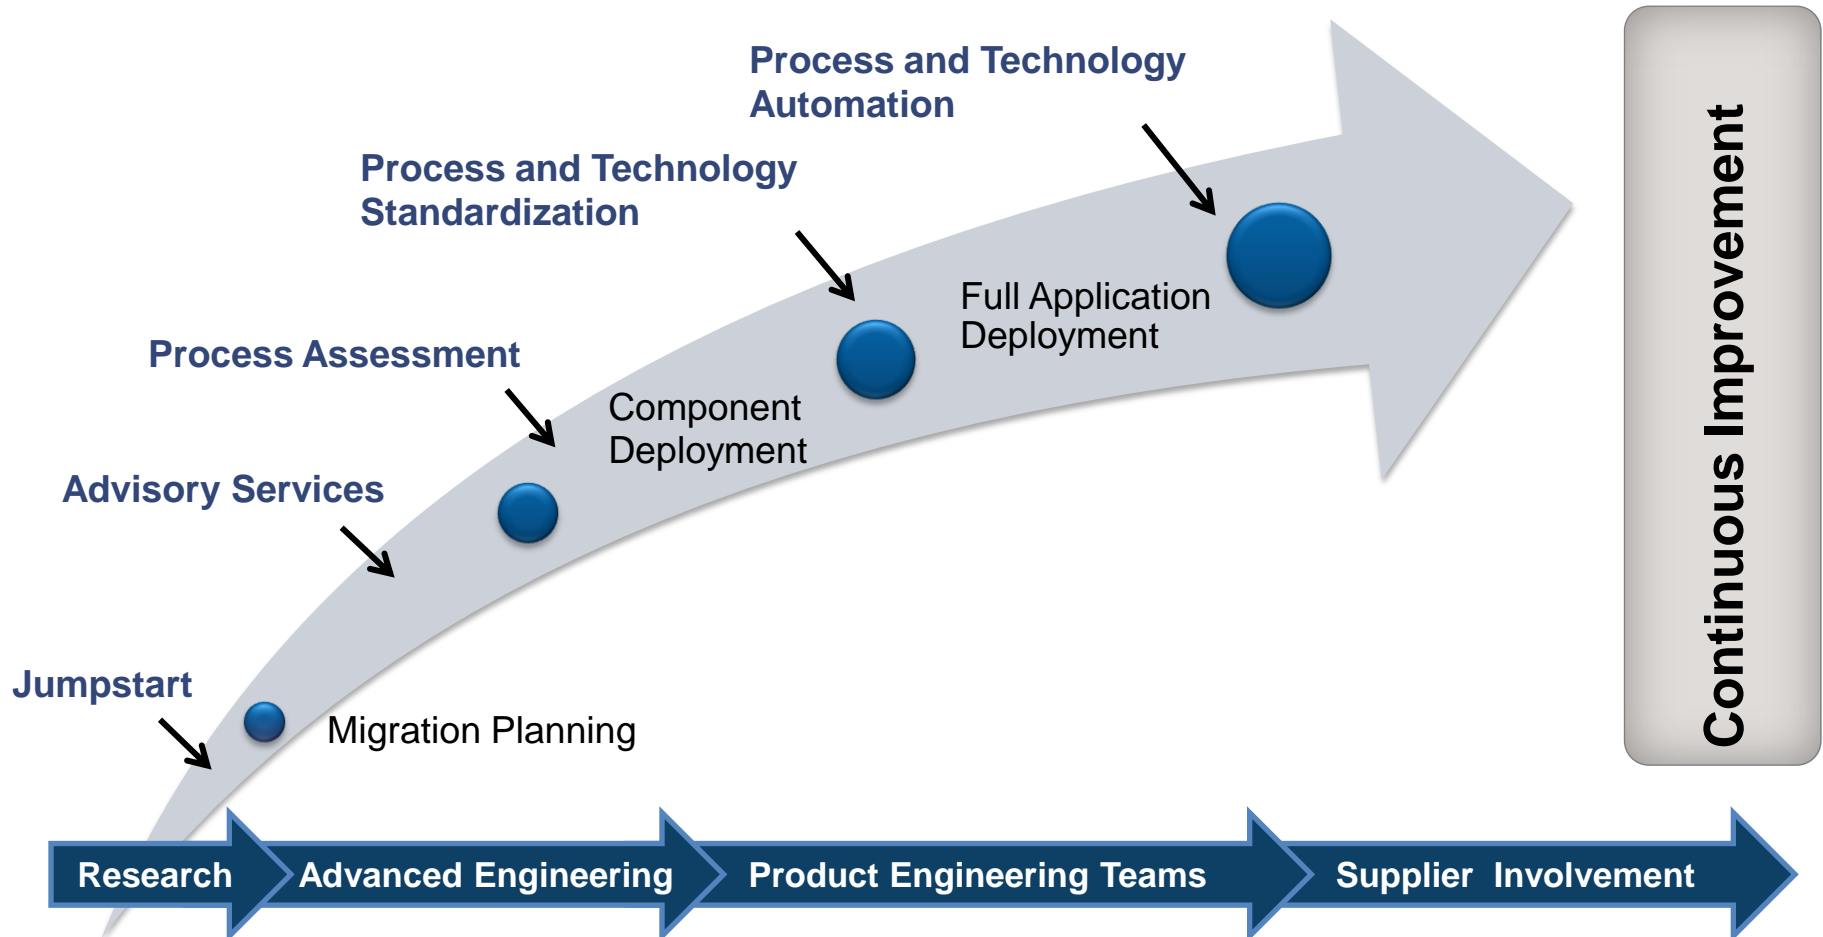 Process and Technology
Automation
Process and Technology
Standardization
Full Application
Deployment
Process Assessment
Component
Deployment
Advisory Services
Jumpstart
Migration Planning
Continuous Improvement
Research
Advanced Engineering
Product Engineering Teams
Supplier Involvement